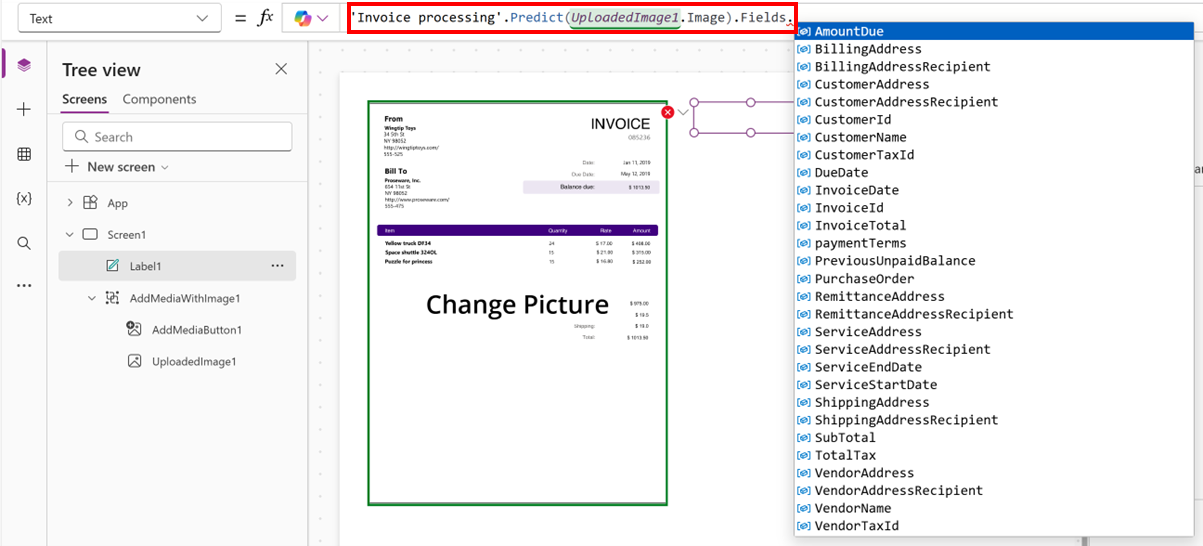 Text = fx 'Invoice processing'.Predict(UploadedImage1.Image).Fields.
Tree view
Screens Components
Search
New screen
App
Screen1
Label1
AddMediaWithImage1
AddMediaButton1
UploadedImage1
From
Wingtip Toys
34 5th St
NY 98052
http://wingtiptoys.com/
555-525
INVOICE
085236
Date: Jan 11, 2019
Due Date: May 12, 2019
Balance due: $ 1013.50
Bill To
Proseware, Inc.
654 11st St
NY 98052
http://www.proseware.com/
555-475
Item Quantity Rate Amount
Yellow truck DF34 24 $ 17.00 $ 408.00
Space shuttle 324OL 15 $ 21.00 $ 315.00
Puzzle for princess 15 $ 16.80 $ 252.00
Change Picture
$ 975.00
$ 19.5
Shipping: $ 19.0
Total: $ 1013.50
AmountDue
BillingAddress
BillingAddressRecipient
CustomerAddress
CustomerAddressRecipient
CustomerId
CustomerName
CustomerTaxId
DueDate
InvoiceDate
InvoiceId
InvoiceTotal
paymentTerms
PreviousUnpaidBalance
PurchaseOrder
RemittanceAddress
RemittanceAddressRecipient
ServiceAddress
ServiceAddressRecipient
ServiceEndDate
ServiceStartDate
ShippingAddress
ShippingAddressRecipient
SubTotal
TotalTax
VendorAddress
VendorAddressRecipient
VendorName
VendorTaxId